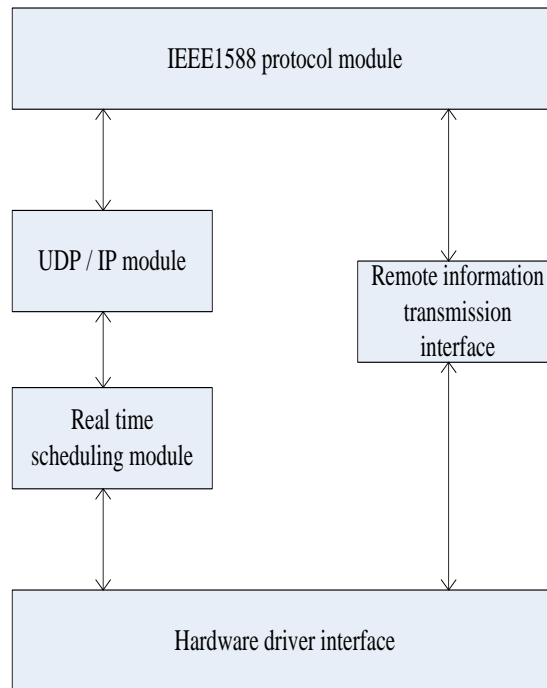 IEEE1588 protocol module
UDP / IP module
Remote information
transmission
interface
Real time
scheduling module
Hardware driver interface